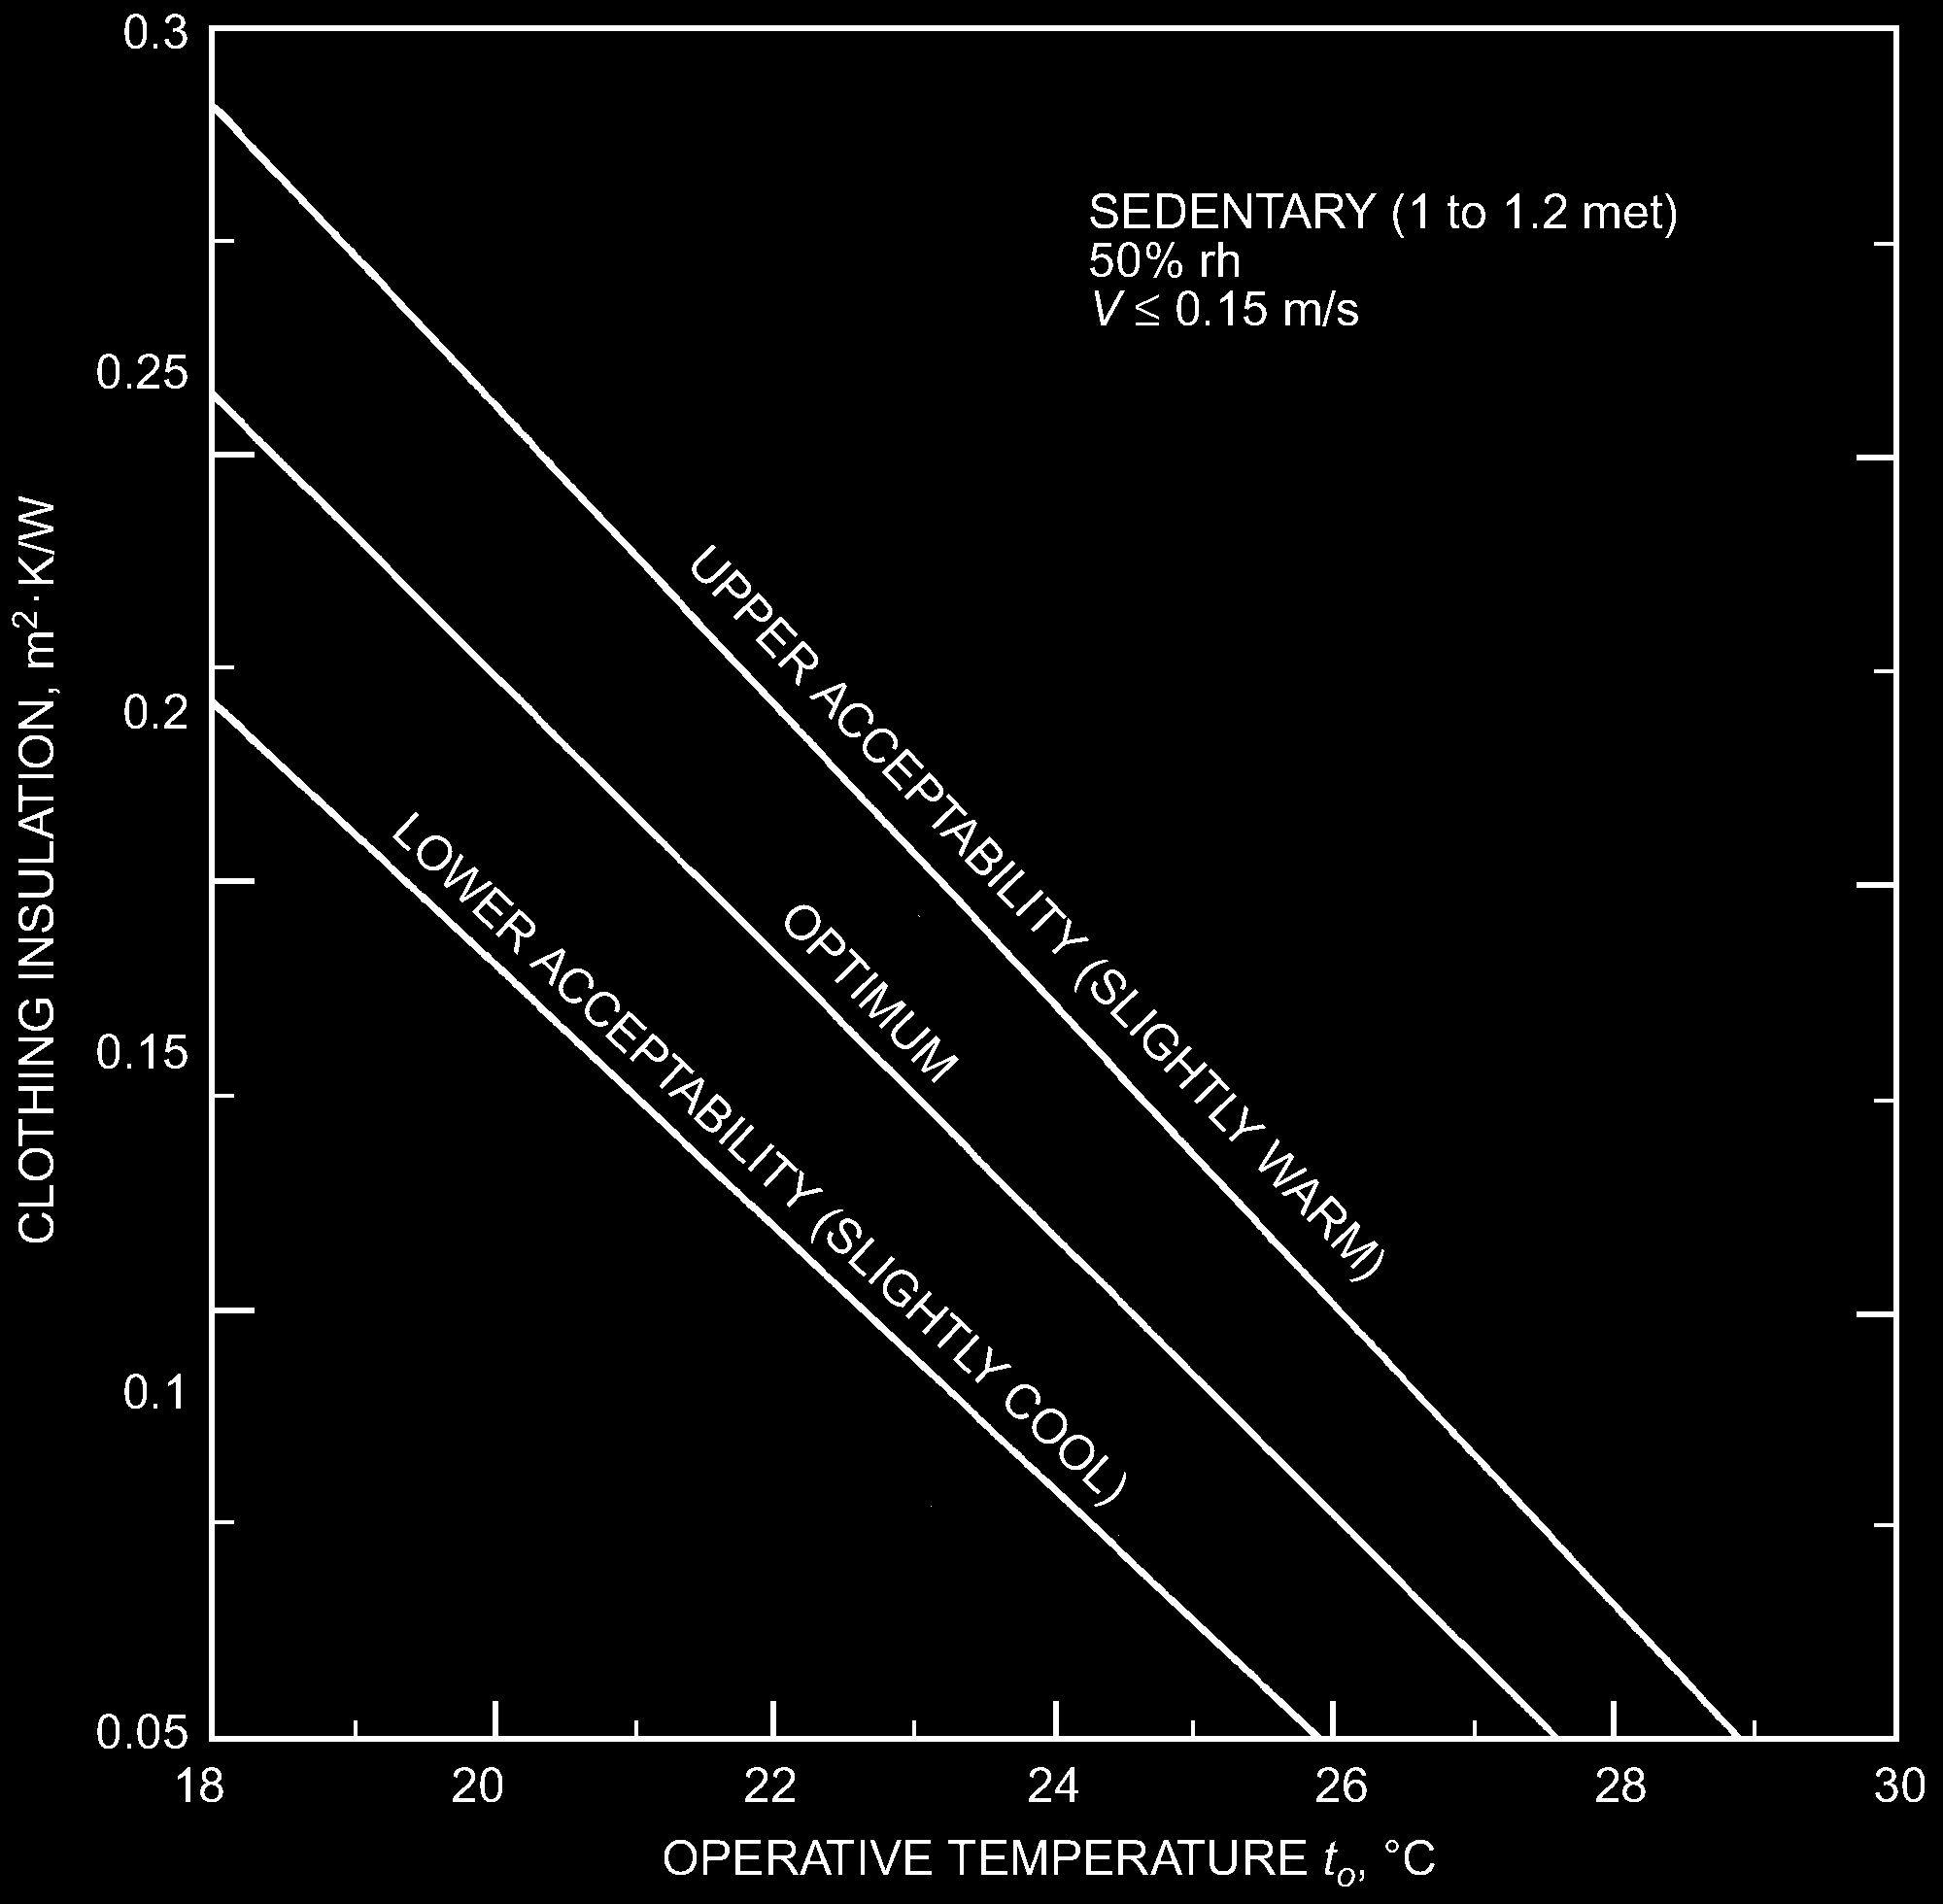 0.3
SEDENTARY (1 to 1.2 met)
50% rh
V ≤ 0.15 m/s
0.25
0.2
0.15
0.1
0.05
CLOTHING INSULATION, m²·K/W
UPPER ACCEPTABILITY (SLIGHTLY WARM)
OPTIMUM
LOWER ACCEPTABILITY (SLIGHTLY COOL)
18 20 22 24 26 28 30
OPERATIVE TEMPERATURE to, °C